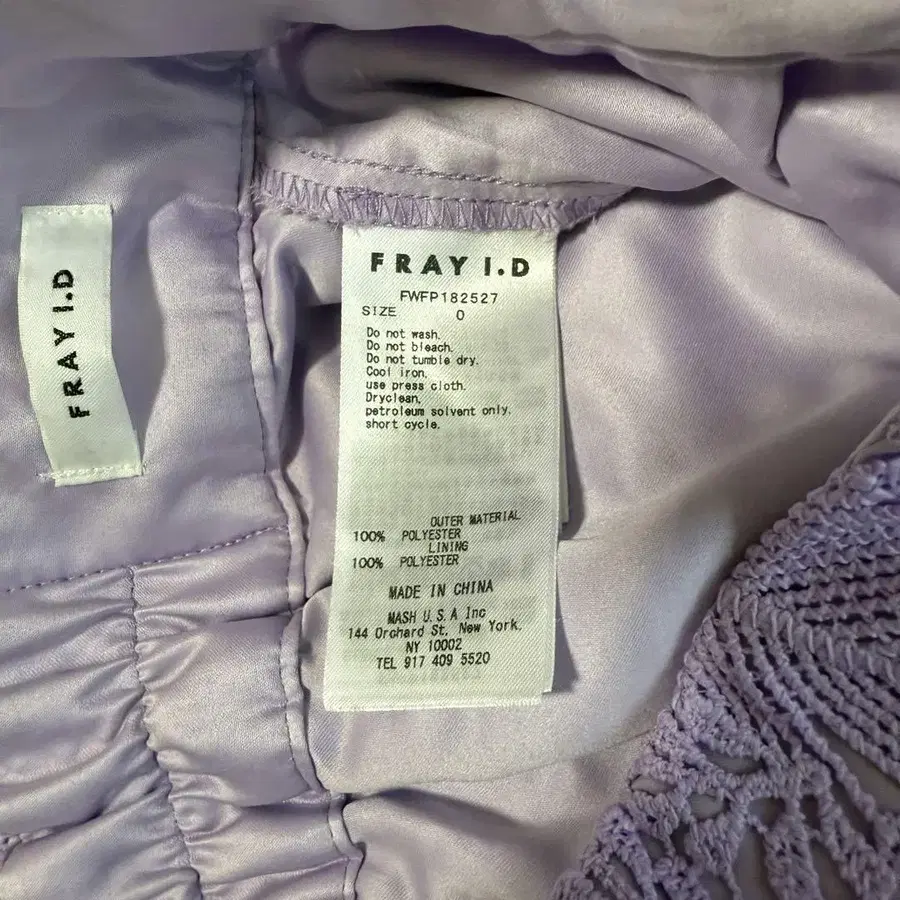 FRAY I.D
FRAY I.D
FWFP182527
SIZE 0
Do not wash.
Do not bleach.
Do not tumble dry.
Cool iron.
use press cloth.
Dryclean.
petroleum solvent only.
short cycle.
OUTER MATERIAL
100% POLYESTER
LINING
100% POLYESTER
MADE IN CHINA
MASH U.S.A Inc
144 Orchard St, New York.
NY 10002
TEL 917 409 5520